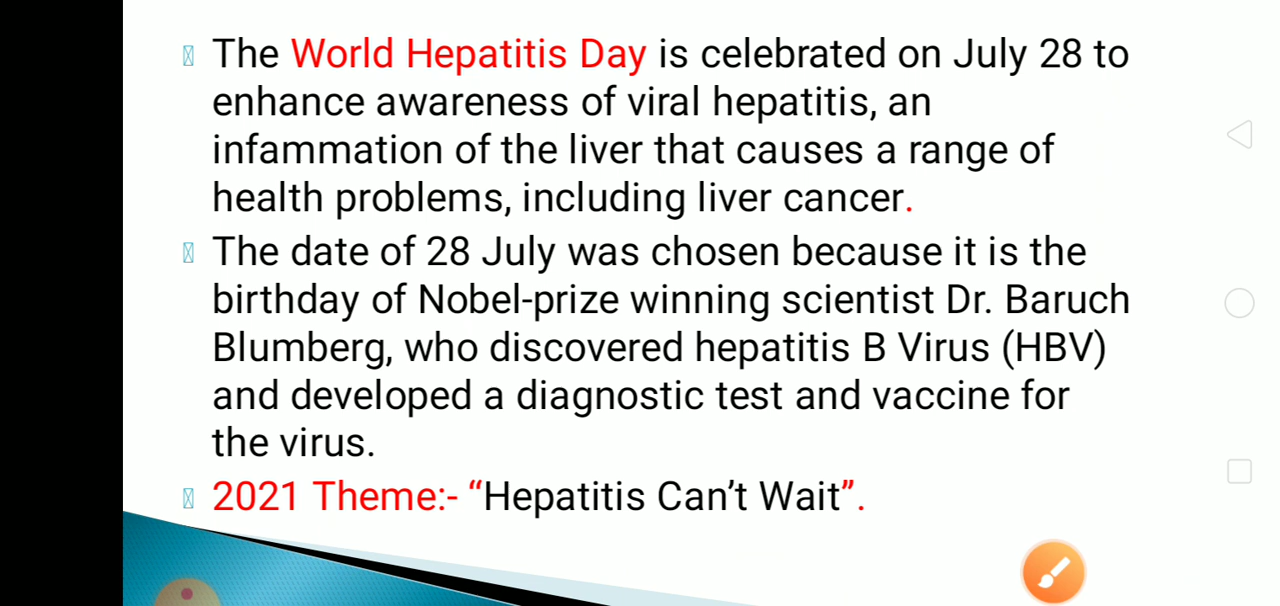 The World Hepatitis Day is celebrated on July 28 to
enhance awareness of viral hepatitis, an
infammation of the liver that causes a range of
health problems, including liver cancer.
The date of 28 July was chosen because it is the
birthday of Nobel-prize winning scientist Dr. Baruch
Blumberg, who discovered hepatitis B Virus (HBV)
and developed a diagnostic test and vaccine for
the virus.
2021 Theme:- “Hepatitis Can’t Wait”.